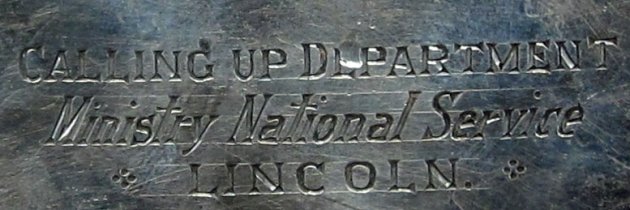 CALLING UP DEPARTMENT
Ministry National Service
LINCOLN.